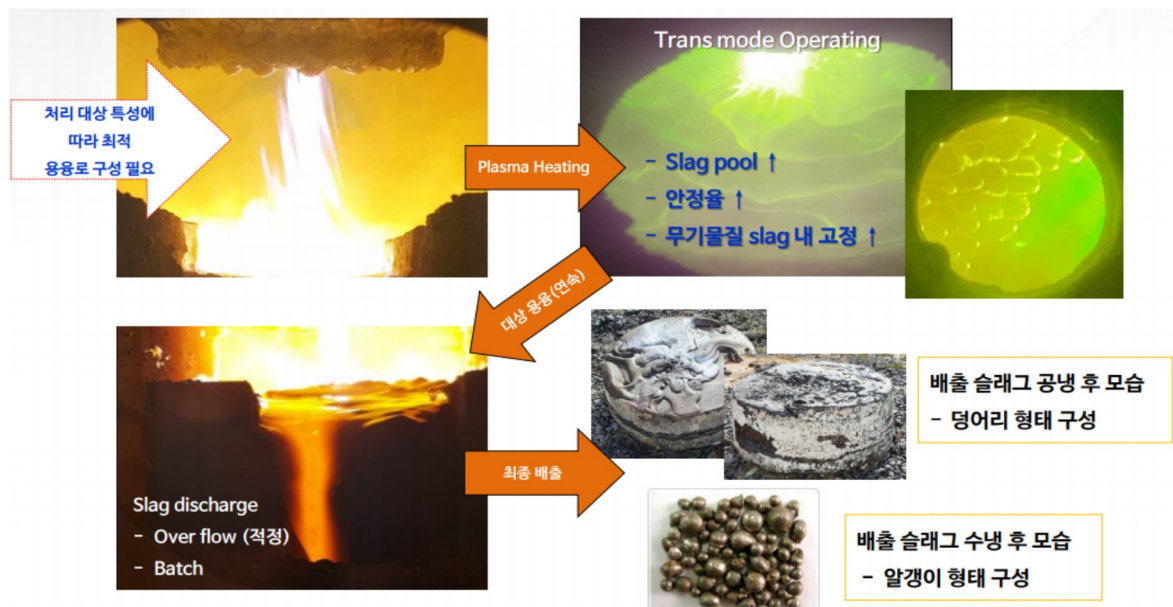 처리 대상 특성에
따라 최적
용융로 구성 필요
Plasma Heating
Trans mode Operating
- Slag pool ↑
- 안정율 ↑
- 무기물질 slag 내 고정 ↑
대상 용융(연속)
Slag discharge
- Over flow (적정)
- Batch
최종 배출
배출 슬래그 공냉 후 모습
- 덩어리 형태 구성
배출 슬래그 수냉 후 모습
- 알갱이 형태 구성